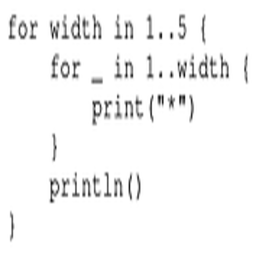 for width in 1..5 {
    for _ in 1..width {
        print("*")
    }
    println()
}